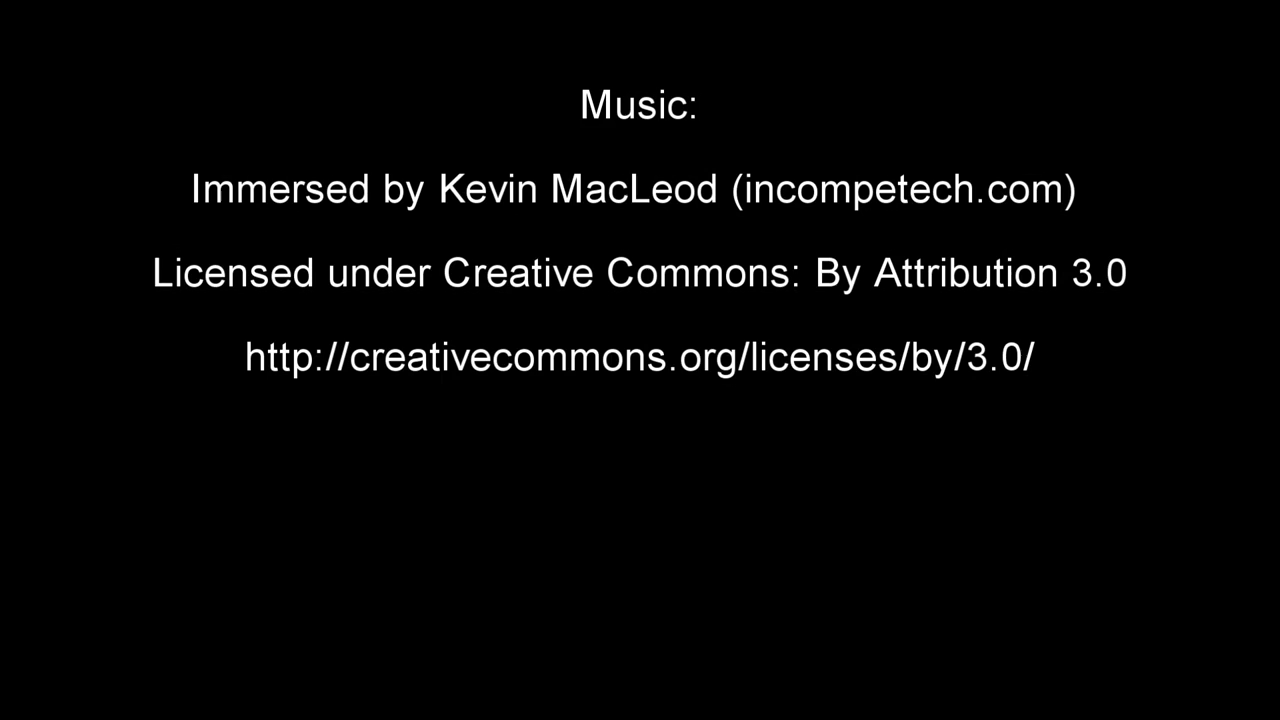 Music:
Immersed by Kevin MacLeod (incompetech.com)
Licensed under Creative Commons: By Attribution 3.0
http://creativecommons.org/licenses/by/3.0/